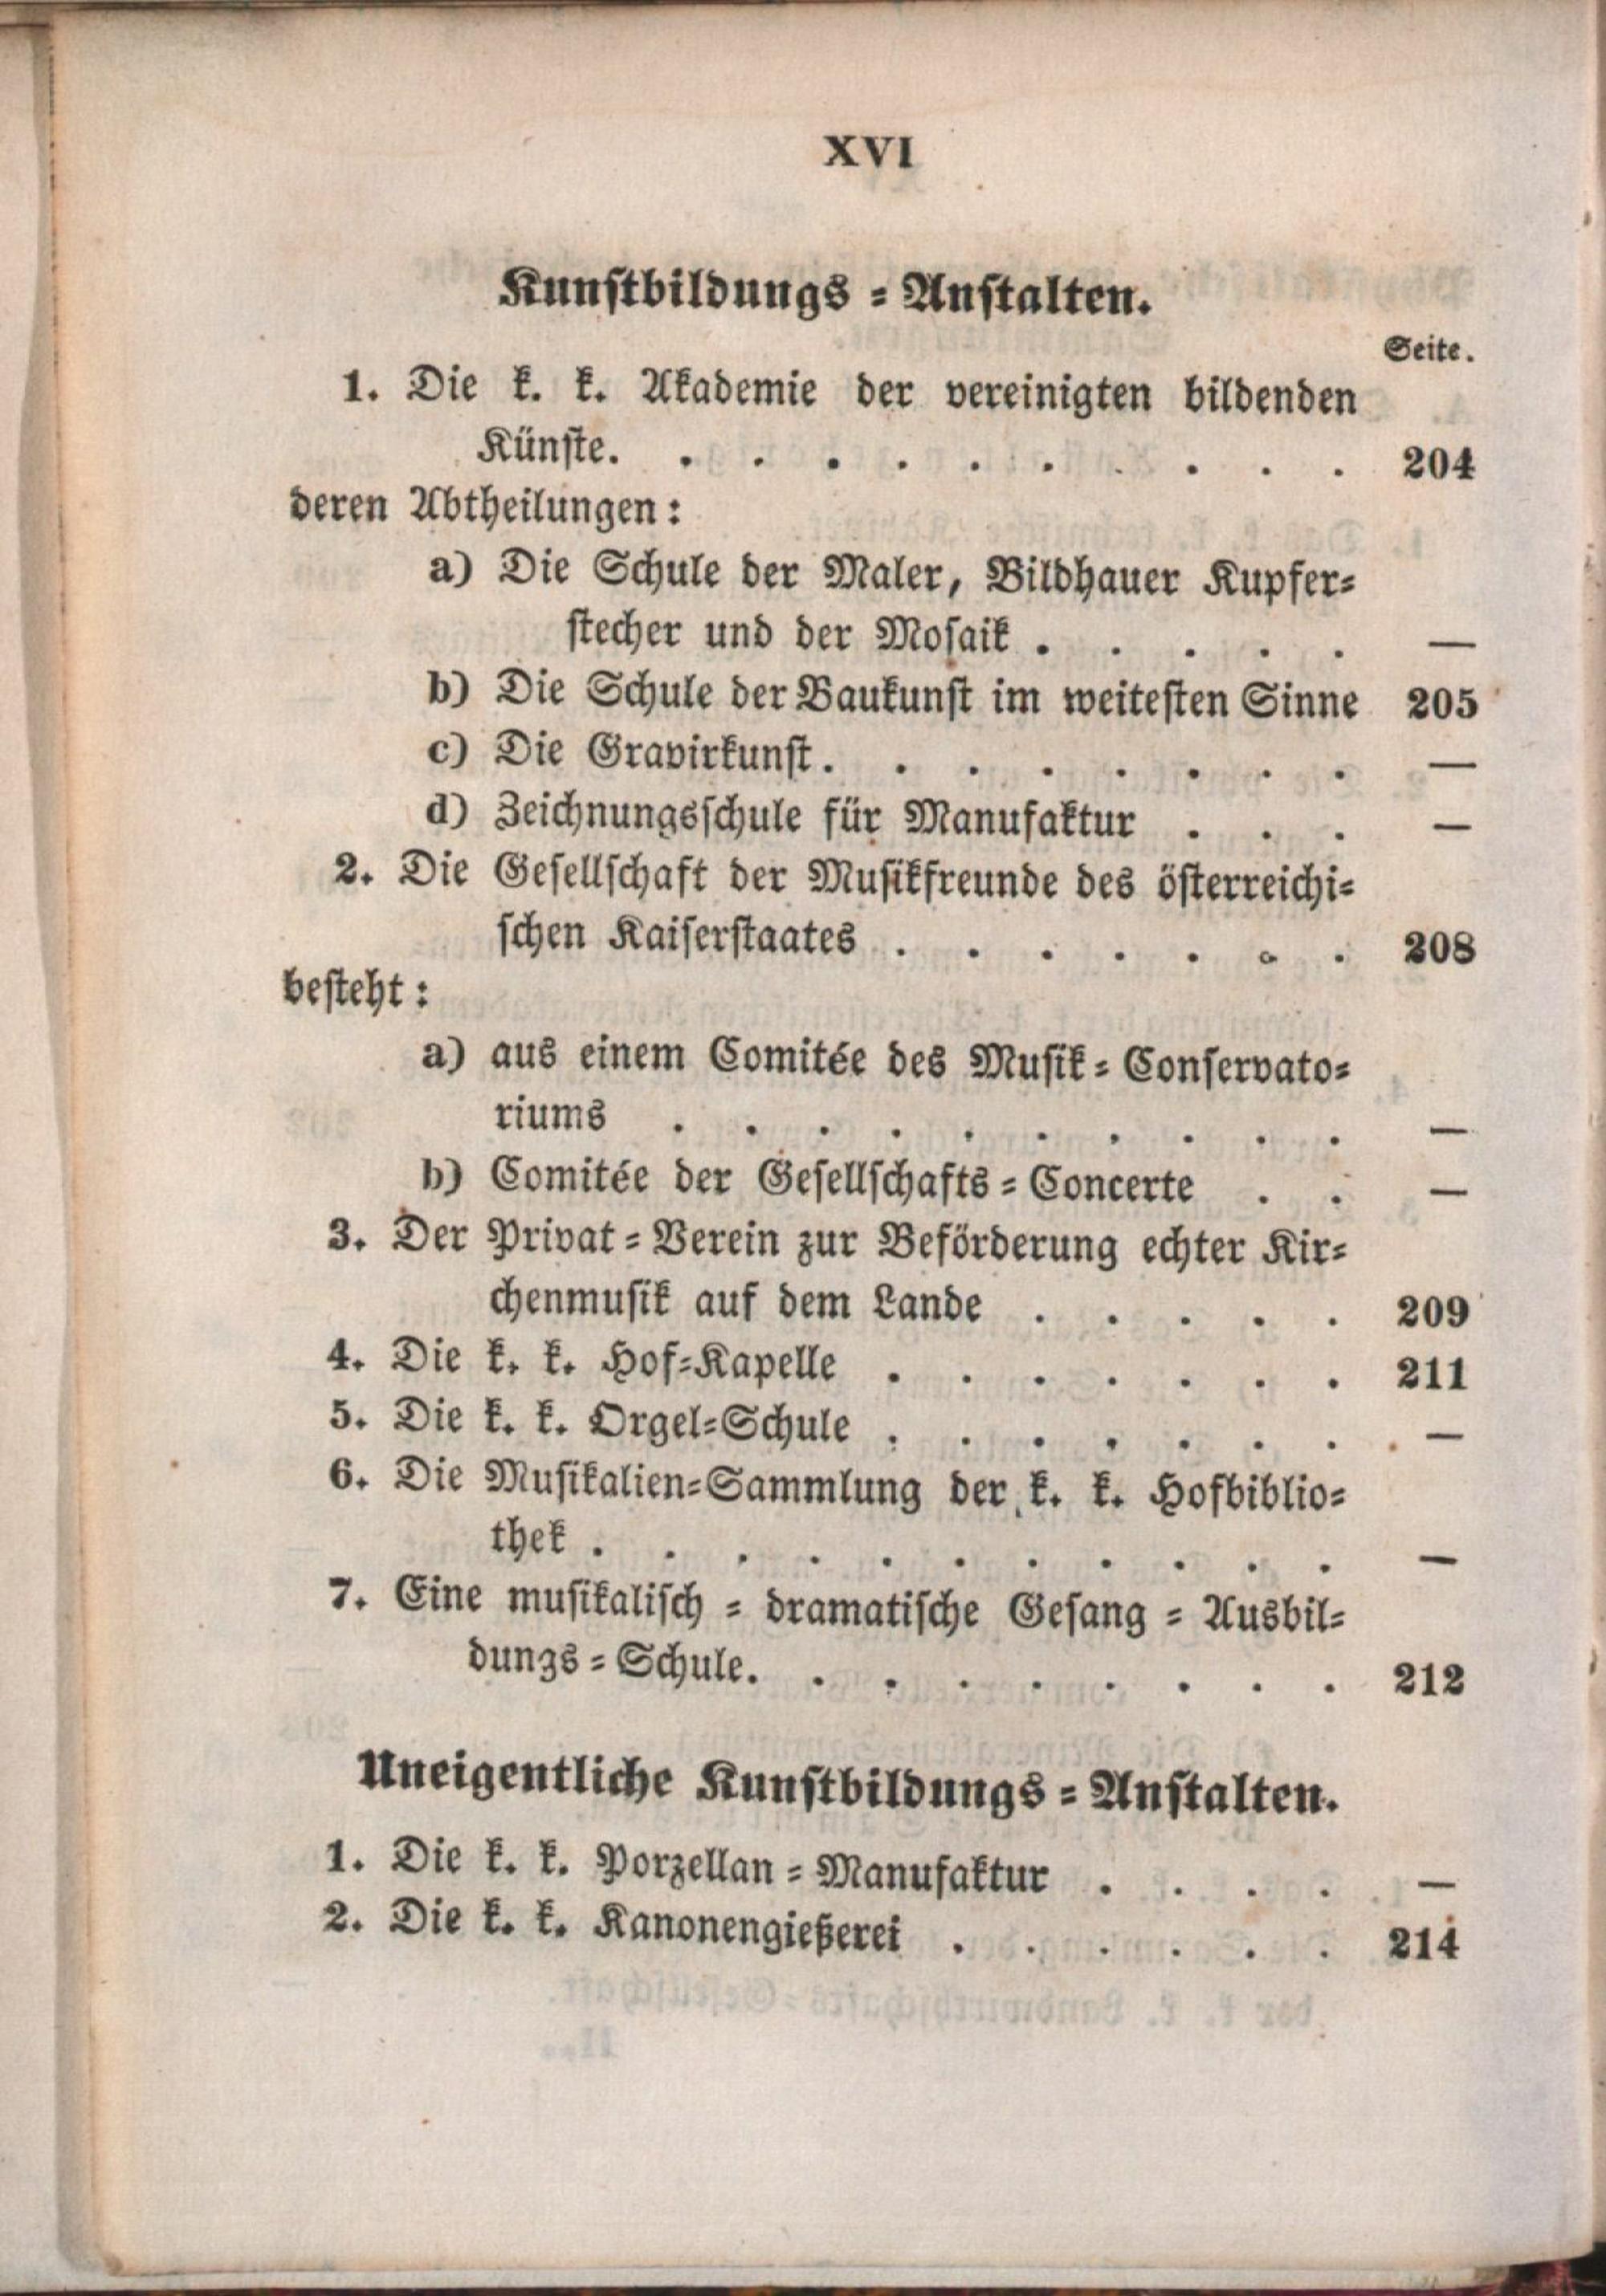 XVI
Kunstbildungs = Anstalten.
Seite.
1. Die k. k. Akademie der vereinigten bildenden
Künste. . . . . . . . . . . 204
deren Abtheilungen:
a) Die Schule der Maler, Bildhauer Kupfer=
stecher und der Mosaik . . . . . —
b) Die Schule der Baukunst im weitesten Sinne 205
c) Die Gravirkunst. . . . . . . . —
d) Zeichnungsschule für Manufaktur . . . —
2. Die Gesellschaft der Musikfreunde des österreichi=
schen Kaiserstaates . . . . . . . 208
besteht:
a) aus einem Comitée des Musik = Conservato=
riums . . . . . . . . . . —
b) Comitée der Gesellschafts = Concerte . . —
3. Der Privat = Verein zur Beförderung echter Kir=
chenmusik auf dem Lande . . . . . 209
4. Die k. k. Hof=Kapelle . . . . . . . 211
5. Die k. k. Orgel=Schule . . . . . . . —
6. Die Musikalien=Sammlung der k. k. Hofbiblio=
thek . . . . . . . . . . . —
7. Eine musikalisch = dramatische Gesang = Ausbil=
dungs = Schule. . . . . . . . . 212
Uneigentliche Kunstbildungs = Anstalten.
1. Die k. k. Porzellan = Manufaktur . . . . —
2. Die k. k. Kanonengießerei . . . . . . 214